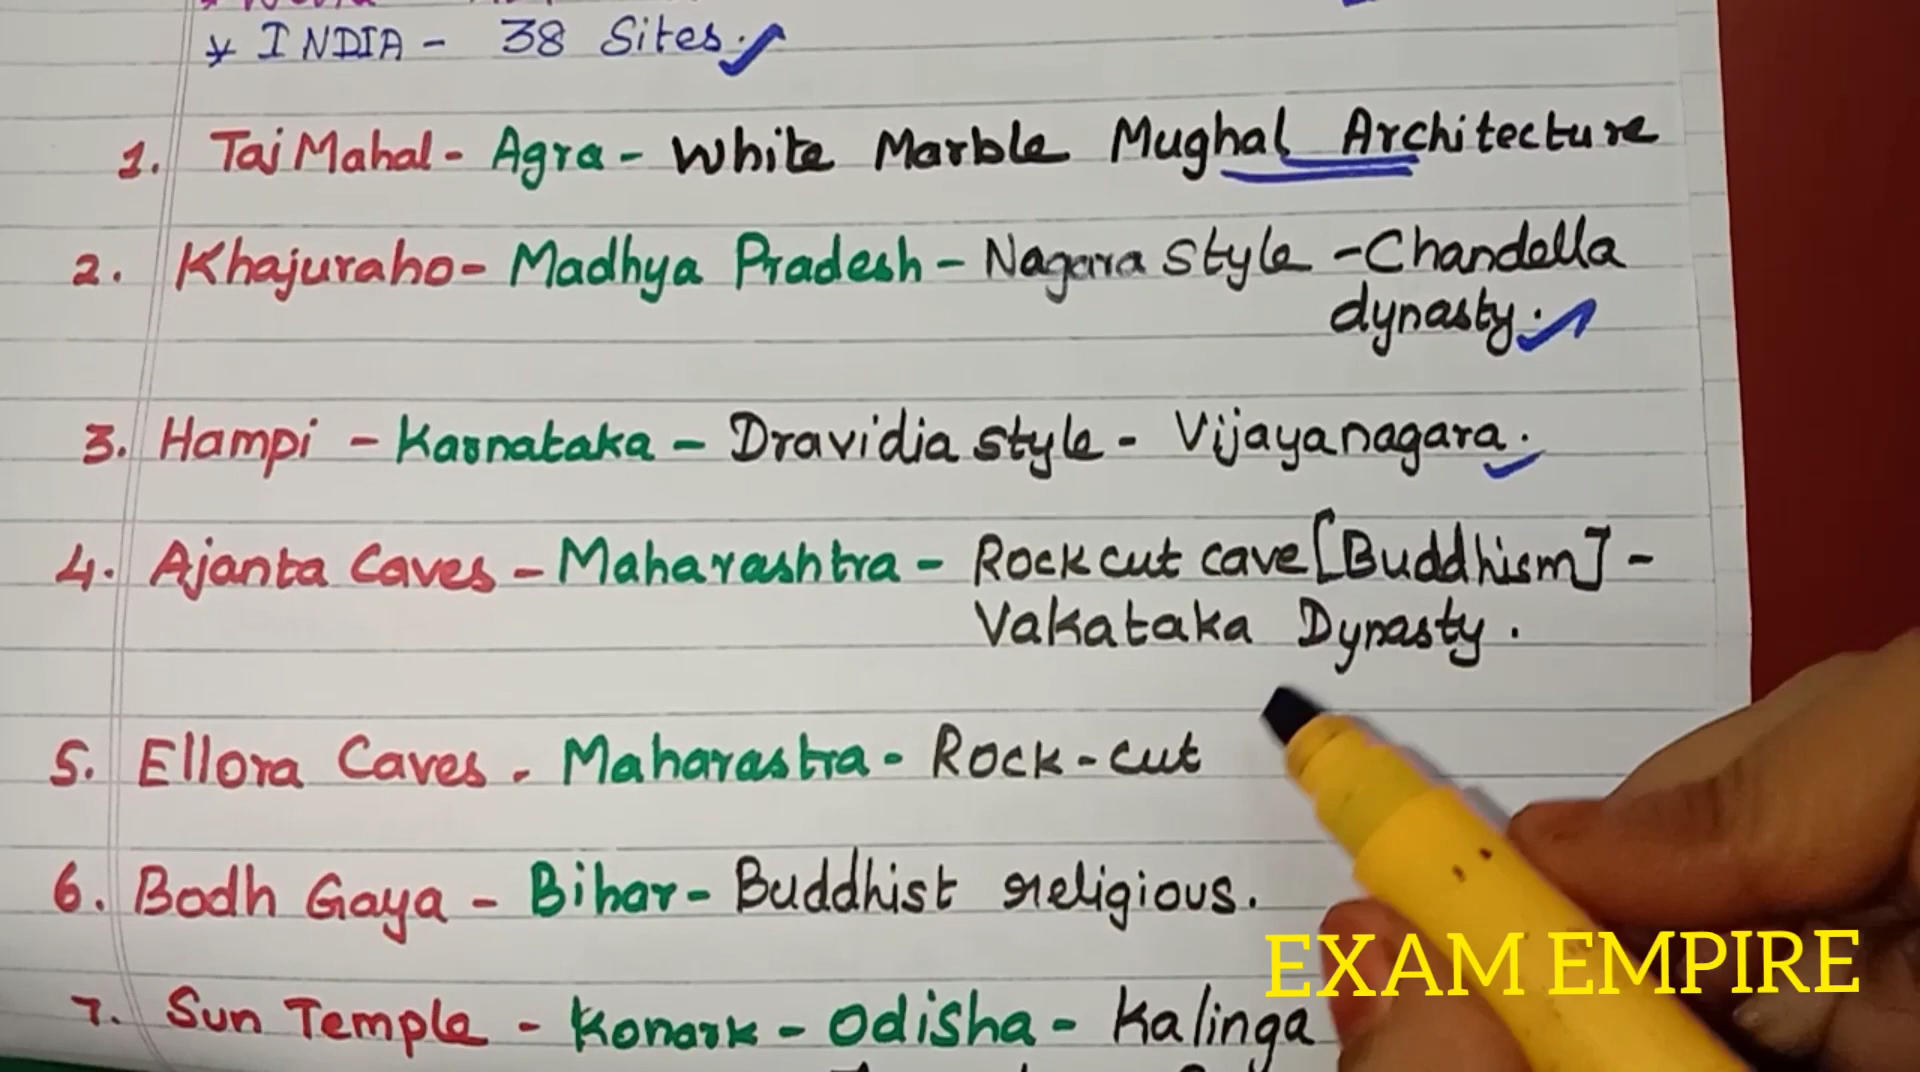 * INDIA - 38 Sites.
1. Taj Mahal - Agra - White Marble Mughal Architecture
2. Khajuraho - Madhya Pradesh - Nagara Style - Chandella
dynasty.
3. Hampi - Karnataka - Dravidia style - Vijayanagara.
4. Ajanta Caves - Maharashtra - Rock cut cave [Buddhism] -
Vakataka Dynasty.
5. Ellora Caves - Maharastra - Rock-cut
6. Bodh Gaya - Bihar - Buddhist religious.
7. Sun Temple - Konark - Odisha - Kalinga
EXAM EMPIRE